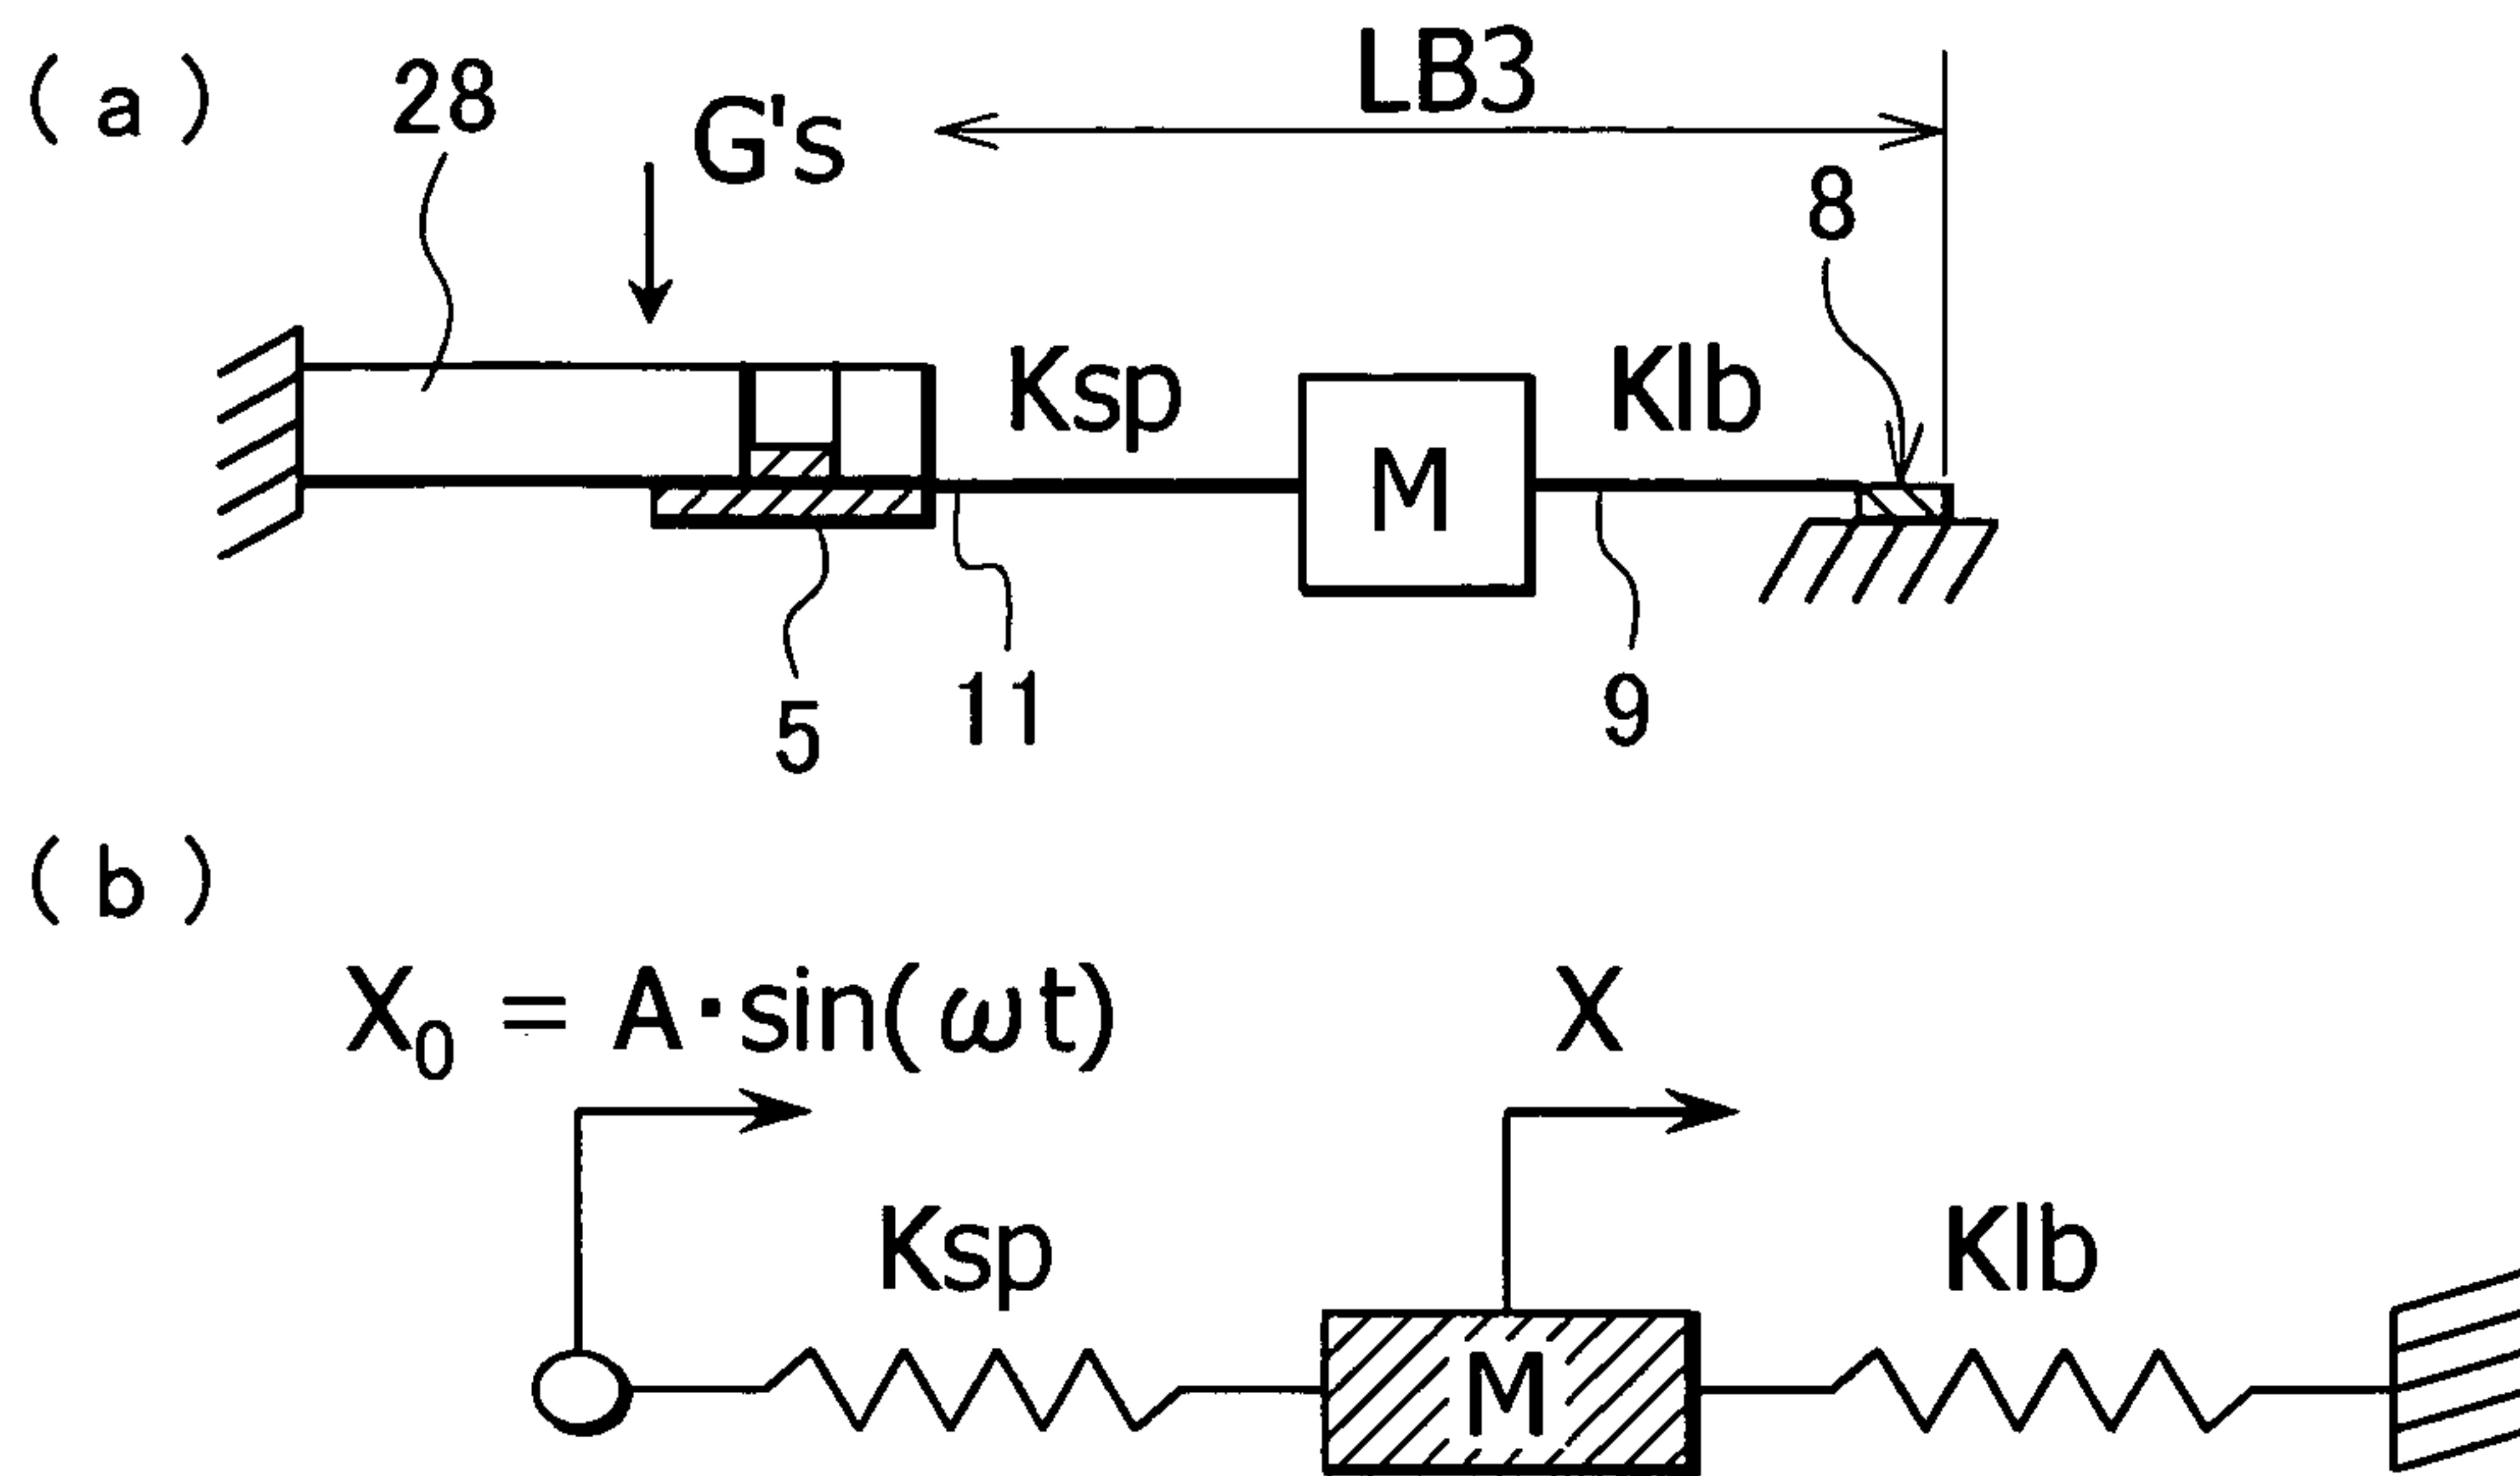 (a)
28
G's
LB3
8
Ksp
M
Klb
5
11
9
(b)
X₀ = A·sin(ωt)
X
Ksp
M
Klb